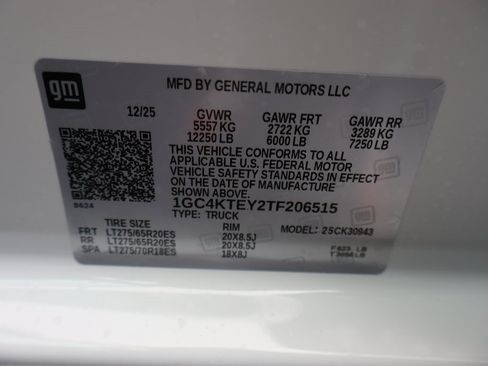 gm
MFD BY GENERAL MOTORS LLC
12/25 GVWR GAWR FRT GAWR RR
5557 KG 2722 KG 3289 KG
12250 LB 6000 LB 7250 LB
THIS VEHICLE CONFORMS TO ALL
APPLICABLE U.S. FEDERAL MOTOR
VEHICLE SAFETY STANDARDS IN EFFECT
ON THE DATE OF MANUFACTURE SHOWN ABOVE.
1GC4KTEY2TF206515
TYPE: TRUCK
TIRE SIZE RIM MODEL: 25CK30943
FRT LT275/65R20ES 20X8.5J
RR LT275/65R20ES 20X8.5J
SPA LT275/70R18ES 18X8J